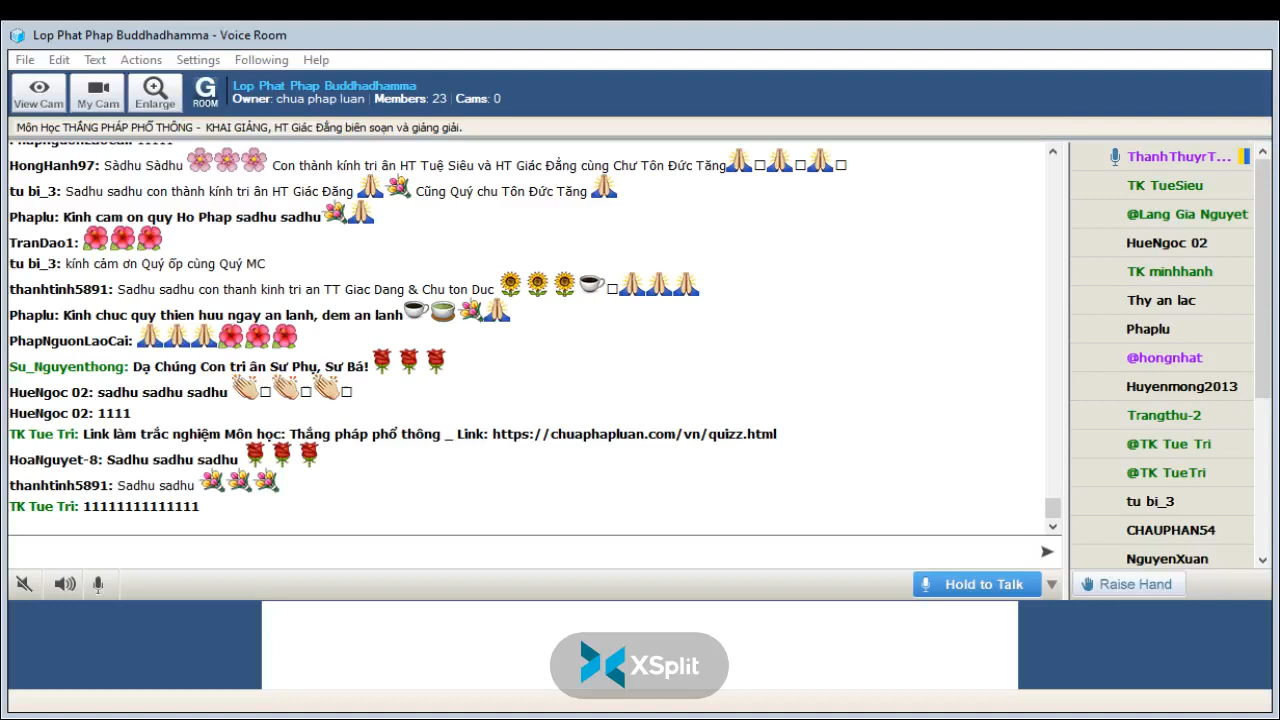 Lop Phat Phap Buddhadhamma - Voice Room
File Edit Text Actions Settings Following Help
View Cam My Cam Enlarge G ROOM
Lop Phat Phap Buddhadhamma
Owner: chua phap luan | Members: 23 | Cams: 0
Môn Học THẮNG PHÁP PHỔ THÔNG - KHAI GIẢNG, HT Giác Đẳng biên soạn và giảng giải.
HongHanh97: Sàdhu Sàdhu Con thành kính tri ân HT Tuệ Siêu và HT Giác Đẳng cùng Chư Tôn Đức Tăng
tu bi_3: Sadhu sadhu con thành kính tri ân HT Giác Đăng Cũng Quý chu Tôn Đức Tăng
Phaplu: Kinh cam on quy Ho Phap sadhu sadhu
TranDao1:
tu bi_3: kính cảm ơn Quý ốp cùng Quý MC
thanhtinh5891: Sadhu sadhu con thanh kinh tri an TT Giac Dang & Chu ton Duc
Phaplu: Kinh chuc quy thien huu ngay an lanh, dem an lanh
PhapNguonLaoCai:
Su_Nguyenthong: Dạ Chúng Con tri ân Sư Phụ, Sư Bá!
HueNgoc 02: sadhu sadhu sadhu
HueNgoc 02: 1111
TK Tue Tri: Link làm trắc nghiệm Môn học: Thắng pháp phổ thông _ Link: https://chuaphapluan.com/vn/quizz.html
HoaNguyet-8: Sadhu sadhu sadhu
thanhtinh5891: Sadhu sadhu
TK Tue Tri: 11111111111111
ThanhThuyrT...
TK TueSieu
@Lang Gia Nguyet
HueNgoc 02
TK minhhanh
Thy an lac
Phaplu
@hongnhat
Huyenmong2013
Trangthu-2
@TK Tue Tri
@TK TueTri
tu bi_3
CHAUPHAN54
NguyenXuan
Hold to Talk
Raise Hand
XSplit